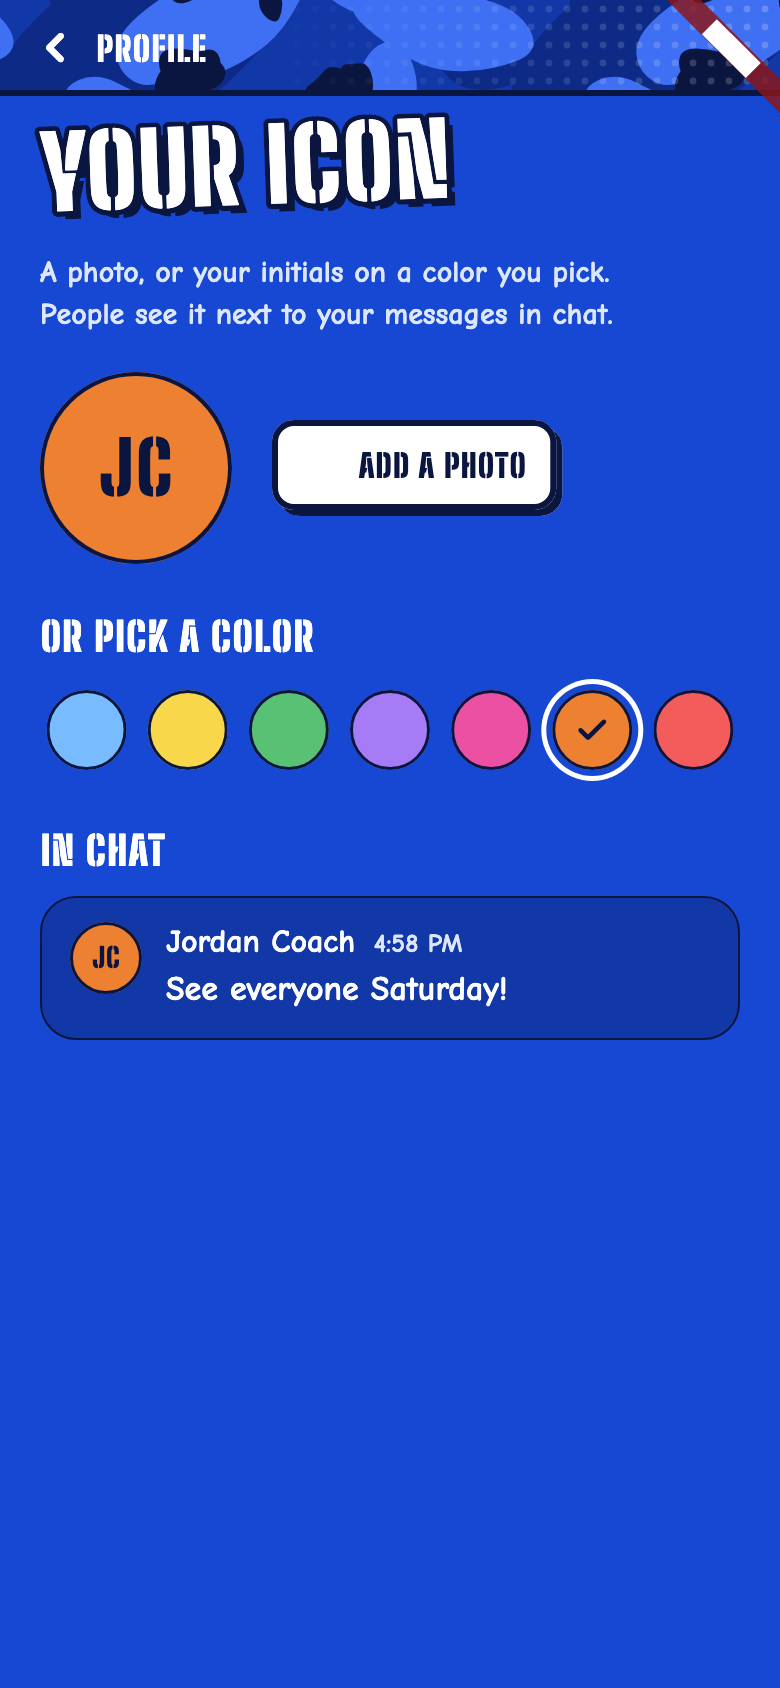 PROFILE
YOUR ICON
A photo, or your initials on a color you pick.
People see it next to your messages in chat.
JC
ADD A PHOTO
OR PICK A COLOR
IN CHAT
JC
Jordan Coach 4:58 PM
See everyone Saturday!